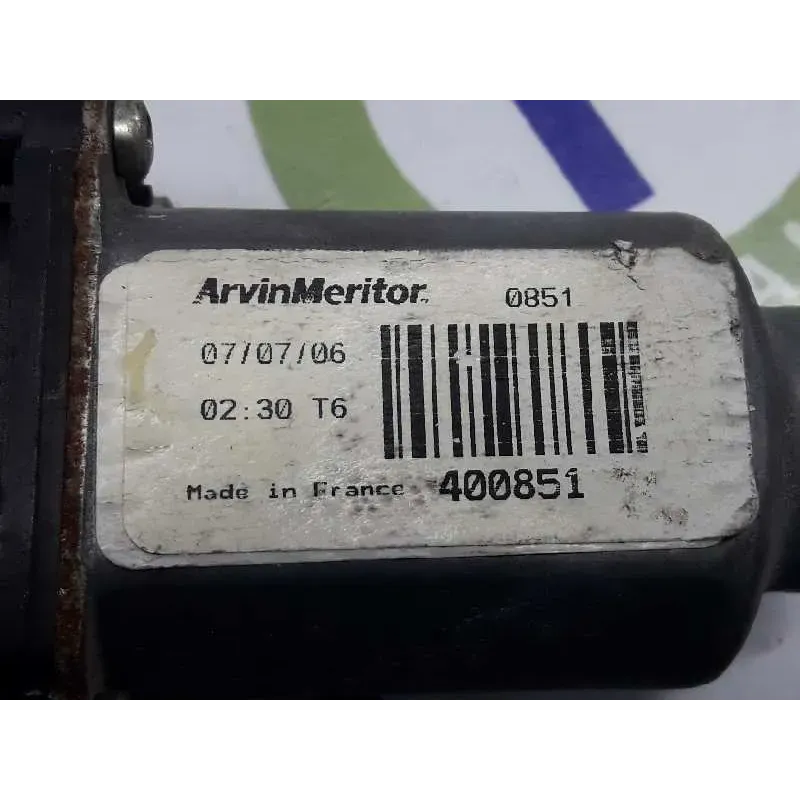 ArvinMeritor 0851
07/07/06
02:30 T6
Made in France 400851